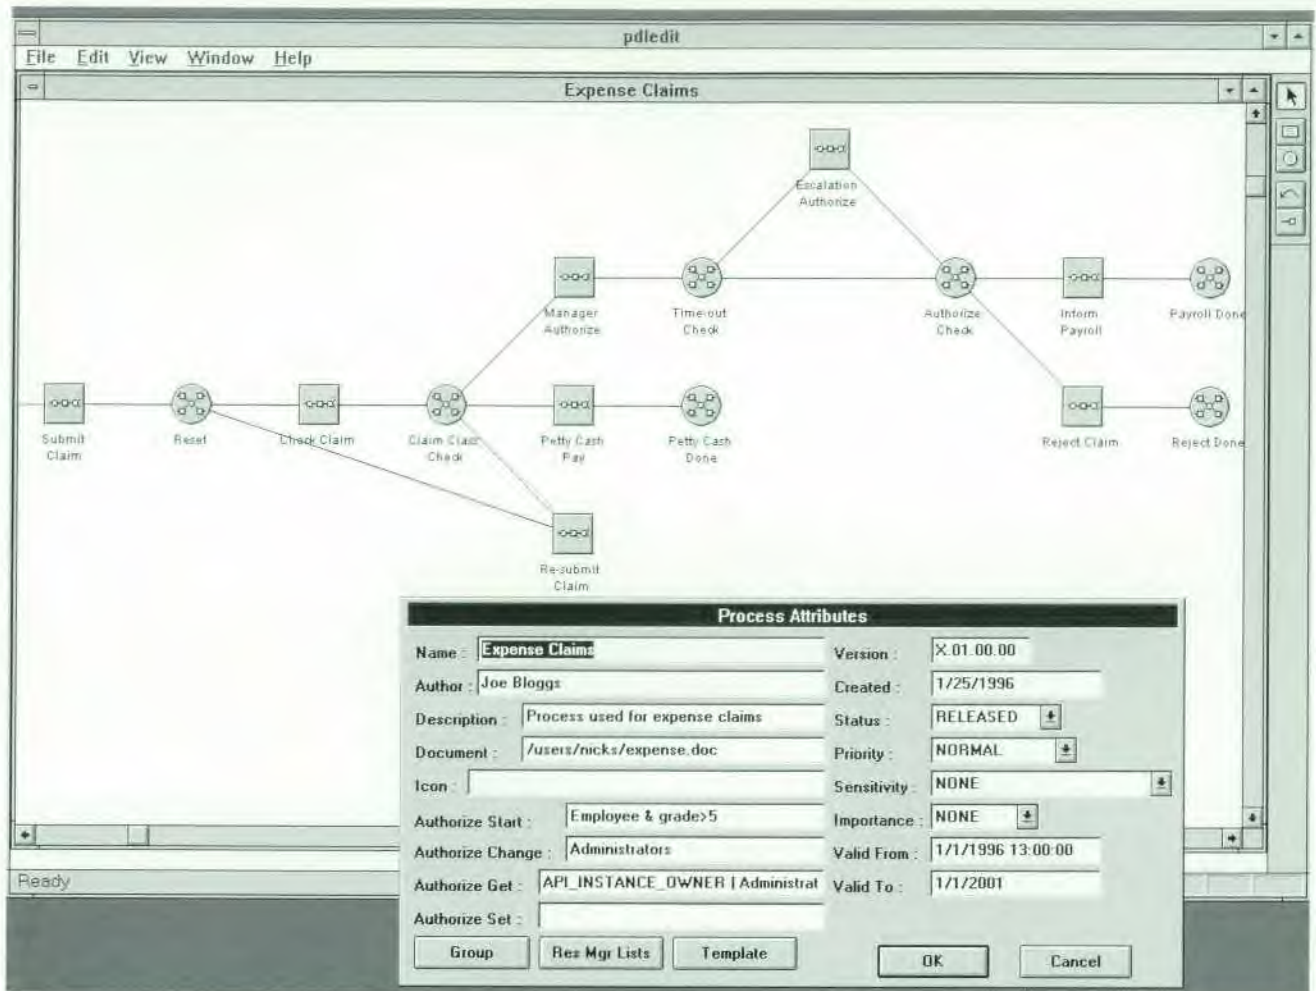 pdledit
File Edit View Window Help
Expense Claims
Escalation
Authorize
Manager
Authorize
Time-out
Check
Authorize
Check
Inform
Payroll
Payroll Done
Submit
Claim
Reset
Check Claim
Claim Class
Check
Petty Cash
Pay
Petty Cash
Done
Reject Claim
Reject Done
Re-submit
Claim
Process Attributes
Name : Expense Claims
Version : X.01.00.00
Author : Joe Bloggs
Created : 1/25/1996
Description : Process used for expense claims
Status : RELEASED
Document : /users/nicks/expense.doc
Priority : NORMAL
Icon :
Sensitivity : NONE
Authorize Start : Employee & grade>5
Importance : NONE
Authorize Change : Administrators
Valid From : 1/1/1996 13:00:00
Authorize Get : API_INSTANCE_OWNER | Administrat
Valid To : 1/1/2001
Authorize Set :
Group Res Mgr Lists Template OK Cancel
Ready